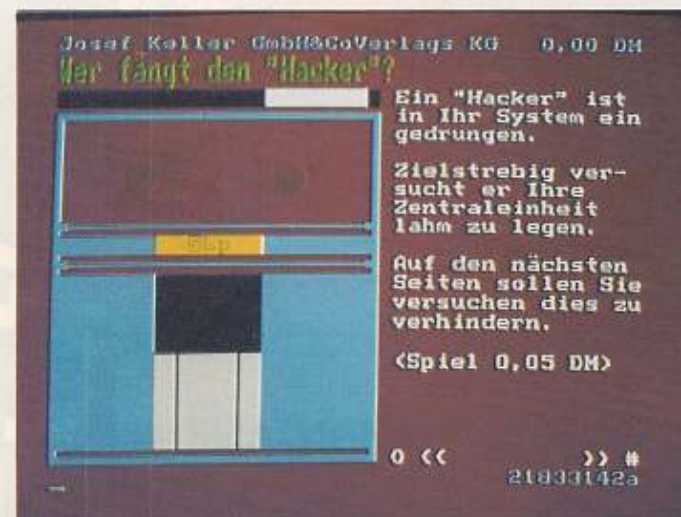 Josef Keller GmbH&CoVerlags KG 0,00 DM
Wer fängt den "Hacker"?
Ein "Hacker" ist
in Ihr System ein
gedrungen.
Zielstrebig ver-
sucht er Ihre
Zentraleinheit
lahm zu legen.
Auf den nächsten
Seiten sollen Sie
versuchen dies zu
verhindern.
(Spiel 0,05 DM)
0 << >> #
21833142a